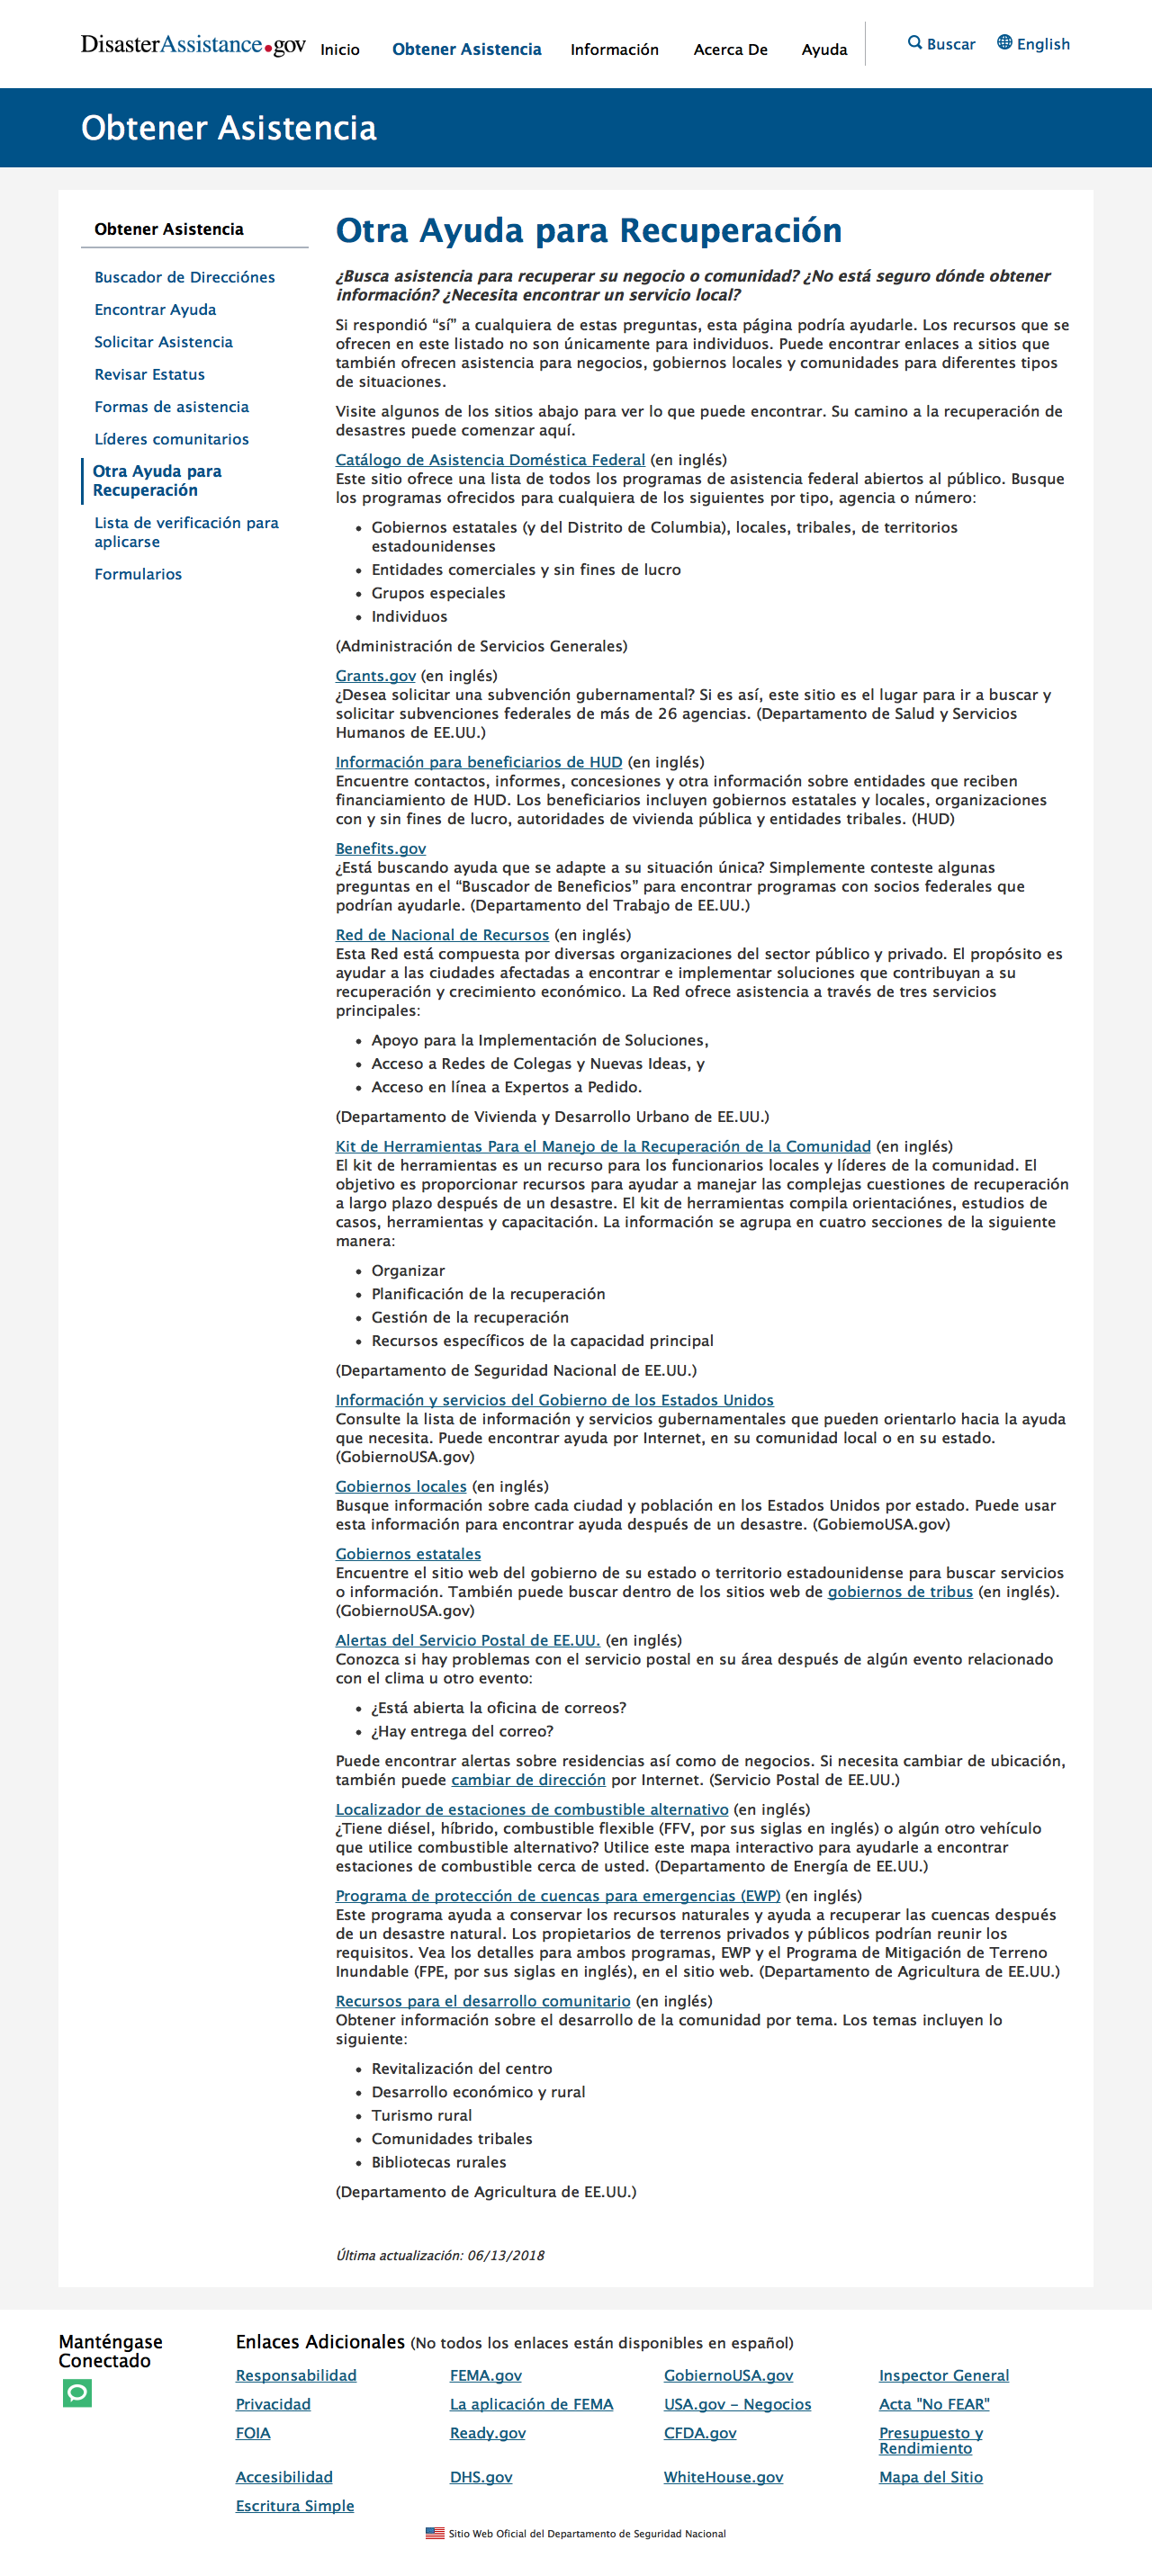 DisasterAssistance.gov
Inicio
Obtener Asistencia
Información
Acerca De
Ayuda
Buscar
English
Obtener Asistencia
Obtener Asistencia
Buscador de Direcciónes
Encontrar Ayuda
Solicitar Asistencia
Revisar Estatus
Formas de asistencia
Líderes comunitarios
Otra Ayuda para
Recuperación
Lista de verificación para
aplicarse
Formularios
Otra Ayuda para Recuperación
¿Busca asistencia para recuperar su negocio o comunidad? ¿No está seguro dónde obtener
información? ¿Necesita encontrar un servicio local?
Si respondió “sí” a cualquiera de estas preguntas, esta página podría ayudarle. Los recursos que se
ofrecen en este listado no son únicamente para individuos. Puede encontrar enlaces a sitios que
también ofrecen asistencia para negocios, gobiernos locales y comunidades para diferentes tipos
de situaciones.
Visite algunos de los sitios abajo para ver lo que puede encontrar. Su camino a la recuperación de
desastres puede comenzar aquí.
Catálogo de Asistencia Doméstica Federal (en inglés)
Este sitio ofrece una lista de todos los programas de asistencia federal abiertos al público. Busque
los programas ofrecidos para cualquiera de los siguientes por tipo, agencia o número:
• Gobiernos estatales (y del Distrito de Columbia), locales, tribales, de territorios
estadounidenses
• Entidades comerciales y sin fines de lucro
• Grupos especiales
• Individuos
(Administración de Servicios Generales)
Grants.gov (en inglés)
¿Desea solicitar una subvención gubernamental? Si es así, este sitio es el lugar para ir a buscar y
solicitar subvenciones federales de más de 26 agencias. (Departamento de Salud y Servicios
Humanos de EE.UU.)
Información para beneficiarios de HUD (en inglés)
Encuentre contactos, informes, concesiones y otra información sobre entidades que reciben
financiamiento de HUD. Los beneficiarios incluyen gobiernos estatales y locales, organizaciones
con y sin fines de lucro, autoridades de vivienda pública y entidades tribales. (HUD)
Benefits.gov
¿Está buscando ayuda que se adapte a su situación única? Simplemente conteste algunas
preguntas en el “Buscador de Beneficios” para encontrar programas con socios federales que
podrían ayudarle. (Departamento del Trabajo de EE.UU.)
Red de Nacional de Recursos (en inglés)
Esta Red está compuesta por diversas organizaciones del sector público y privado. El propósito es
ayudar a las ciudades afectadas a encontrar e implementar soluciones que contribuyan a su
recuperación y crecimiento económico. La Red ofrece asistencia a través de tres servicios
principales:
• Apoyo para la Implementación de Soluciones,
• Acceso a Redes de Colegas y Nuevas Ideas, y
• Acceso en línea a Expertos a Pedido.
(Departamento de Vivienda y Desarrollo Urbano de EE.UU.)
Kit de Herramientas Para el Manejo de la Recuperación de la Comunidad (en inglés)
El kit de herramientas es un recurso para los funcionarios locales y líderes de la comunidad. El
objetivo es proporcionar recursos para ayudar a manejar las complejas cuestiones de recuperación
a largo plazo después de un desastre. El kit de herramientas compila orientaciónes, estudios de
casos, herramientas y capacitación. La información se agrupa en cuatro secciones de la siguiente
manera:
• Organizar
• Planificación de la recuperación
• Gestión de la recuperación
• Recursos específicos de la capacidad principal
(Departamento de Seguridad Nacional de EE.UU.)
Información y servicios del Gobierno de los Estados Unidos
Consulte la lista de información y servicios gubernamentales que pueden orientarlo hacia la ayuda
que necesita. Puede encontrar ayuda por Internet, en su comunidad local o en su estado.
(GobiernoUSA.gov)
Gobiernos locales (en inglés)
Busque información sobre cada ciudad y población en los Estados Unidos por estado. Puede usar
esta información para encontrar ayuda después de un desastre. (GobiemoUSA.gov)
Gobiernos estatales
Encuentre el sitio web del gobierno de su estado o territorio estadounidense para buscar servicios
o información. También puede buscar dentro de los sitios web de gobiernos de tribus (en inglés).
(GobiernoUSA.gov)
Alertas del Servicio Postal de EE.UU. (en inglés)
Conozca si hay problemas con el servicio postal en su área después de algún evento relacionado
con el clima u otro evento:
• ¿Está abierta la oficina de correos?
• ¿Hay entrega del correo?
Puede encontrar alertas sobre residencias así como de negocios. Si necesita cambiar de ubicación,
también puede cambiar de dirección por Internet. (Servicio Postal de EE.UU.)
Localizador de estaciones de combustible alternativo (en inglés)
¿Tiene diésel, híbrido, combustible flexible (FFV, por sus siglas en inglés) o algún otro vehículo
que utilice combustible alternativo? Utilice este mapa interactivo para ayudarle a encontrar
estaciones de combustible cerca de usted. (Departamento de Energía de EE.UU.)
Programa de protección de cuencas para emergencias (EWP) (en inglés)
Este programa ayuda a conservar los recursos naturales y ayuda a recuperar las cuencas después
de un desastre natural. Los propietarios de terrenos privados y públicos podrían reunir los
requisitos. Vea los detalles para ambos programas, EWP y el Programa de Mitigación de Terreno
Inundable (FPE, por sus siglas en inglés), en el sitio web. (Departamento de Agricultura de EE.UU.)
Recursos para el desarrollo comunitario (en inglés)
Obtener información sobre el desarrollo de la comunidad por tema. Los temas incluyen lo
siguiente:
• Revitalización del centro
• Desarrollo económico y rural
• Turismo rural
• Comunidades tribales
• Bibliotecas rurales
(Departamento de Agricultura de EE.UU.)
Última actualización: 06/13/2018
Manténgase
Conectado
Enlaces Adicionales (No todos los enlaces están disponibles en español)
Responsabilidad
FEMA.gov
GobiernoUSA.gov
Inspector General
Privacidad
La aplicación de FEMA
USA.gov – Negocios
Acta "No FEAR"
FOIA
Ready.gov
CFDA.gov
Presupuesto y
Rendimiento
Accesibilidad
DHS.gov
WhiteHouse.gov
Mapa del Sitio
Escritura Simple
Sitio Web Oficial del Departamento de Seguridad Nacional